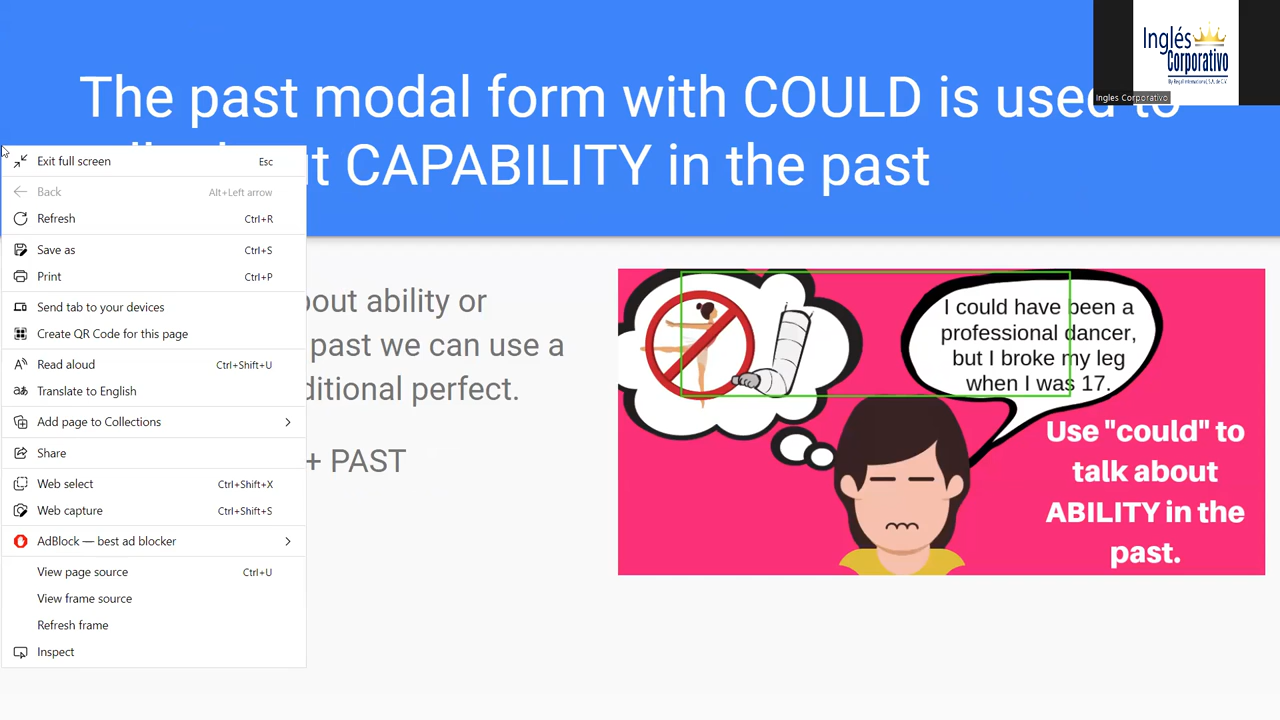 The past modal form with COULD is used to
CAPABILITY in the past
Inglés
Corporativo
Ingles Corporativo
Exit full screen Esc
Back Alt+Left arrow
Refresh Ctrl+R
Save as Ctrl+S
Print Ctrl+P
Send tab to your devices
Create QR Code for this page
Read aloud Ctrl+Shift+U
Translate to English
Add page to Collections
Share
Web select Ctrl+Shift+X
Web capture Ctrl+Shift+S
AdBlock — best ad blocker
View page source Ctrl+U
View frame source
Refresh frame
Inspect
ability or
past we can use a
perfect.
+ PAST
I could have been a
professional dancer,
but I broke my leg
when I was 17.
Use "could" to
talk about
ABILITY in the
past.